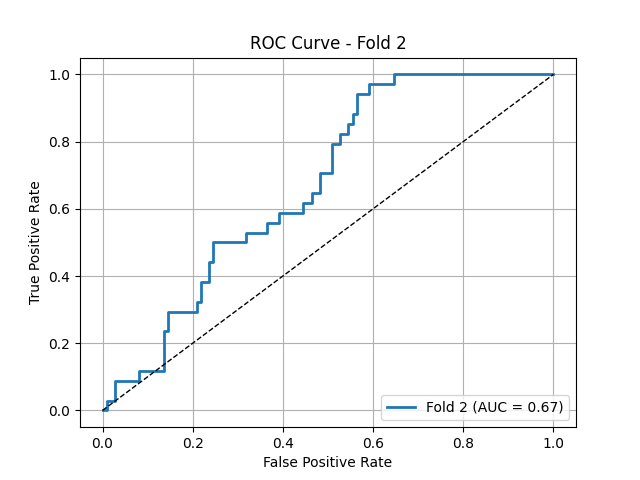 ROC Curve - Fold 2
True Positive Rate
1.0
0.8
0.6
0.4
0.2
0.0
Fold 2 (AUC = 0.67)
0.0 0.2 0.4 0.6 0.8 1.0
False Positive Rate